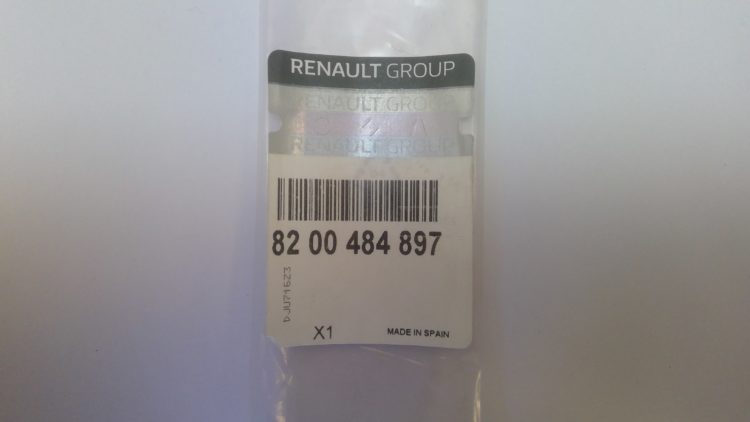 RENAULT GROUP
RENAULT GROUP
RENAULT GROUP
82 00 484 897
DJU71623
X1
MADE IN SPAIN